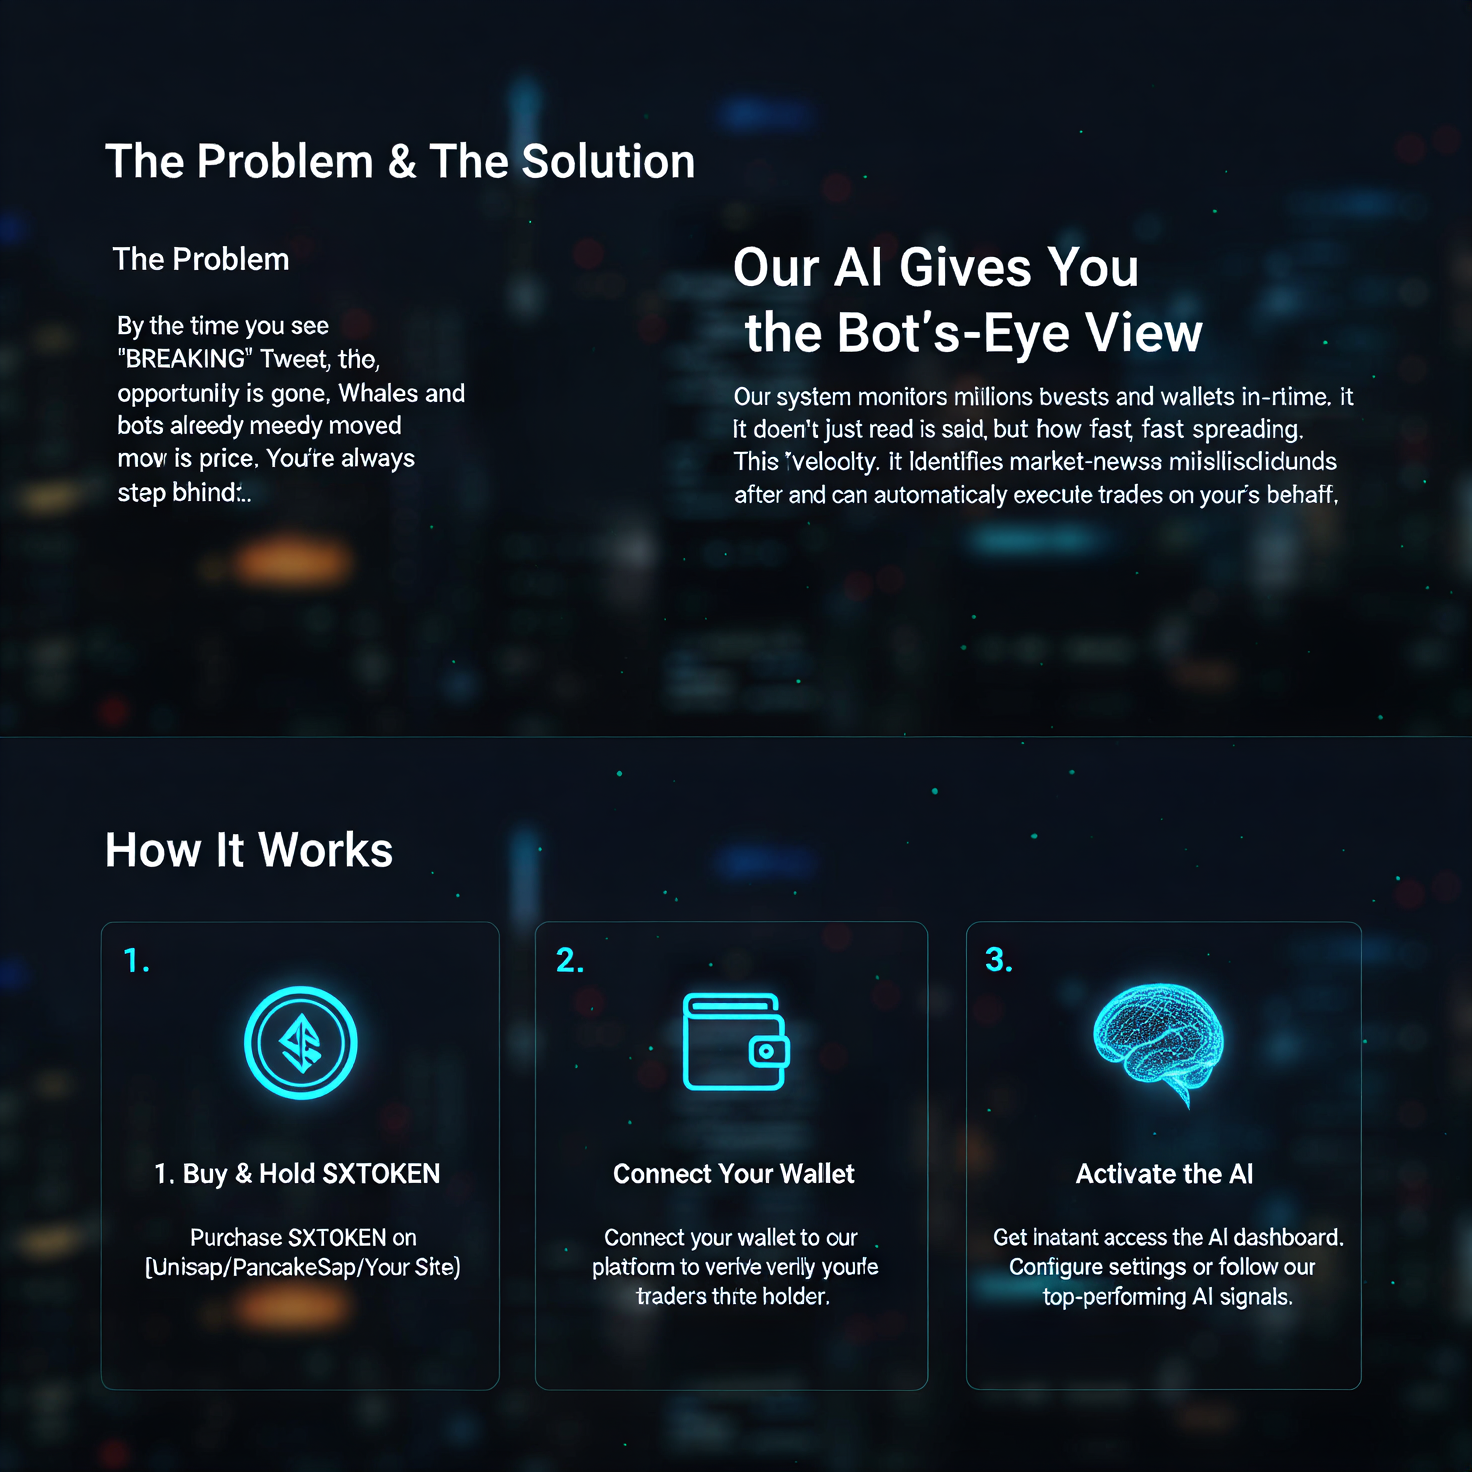 The Problem & The Solution
The Problem
By the time you see
"BREAKING" Tweet, the,
opportunily is gone, Whales and
bots alreedy meedy moved
mow is price. You're always
step bhind:..
Our AI Gives You
the Bot's-Eye View
Our system monitors millions bvests and wallets in-rtime. it
It doen't just read is said, but how fast, fast spreading.
This 'veloolty. it Identifies market-newss miisllisclidunds
after and can automaticaly execute trades on your's behaff,
How It Works
1.
1. Buy & Hold SXTOKEN
Purchase SXTOKEN on
[Unisap/PancakeSap/Your Site)
2.
Connect Your Wallet
Connect your wallet to our
platform to verive verily youre
traders thrte holder.
3.
Activate the AI
Get inatant access the AI dashboard.
Configure settings or follow our
top-performing AI signals.